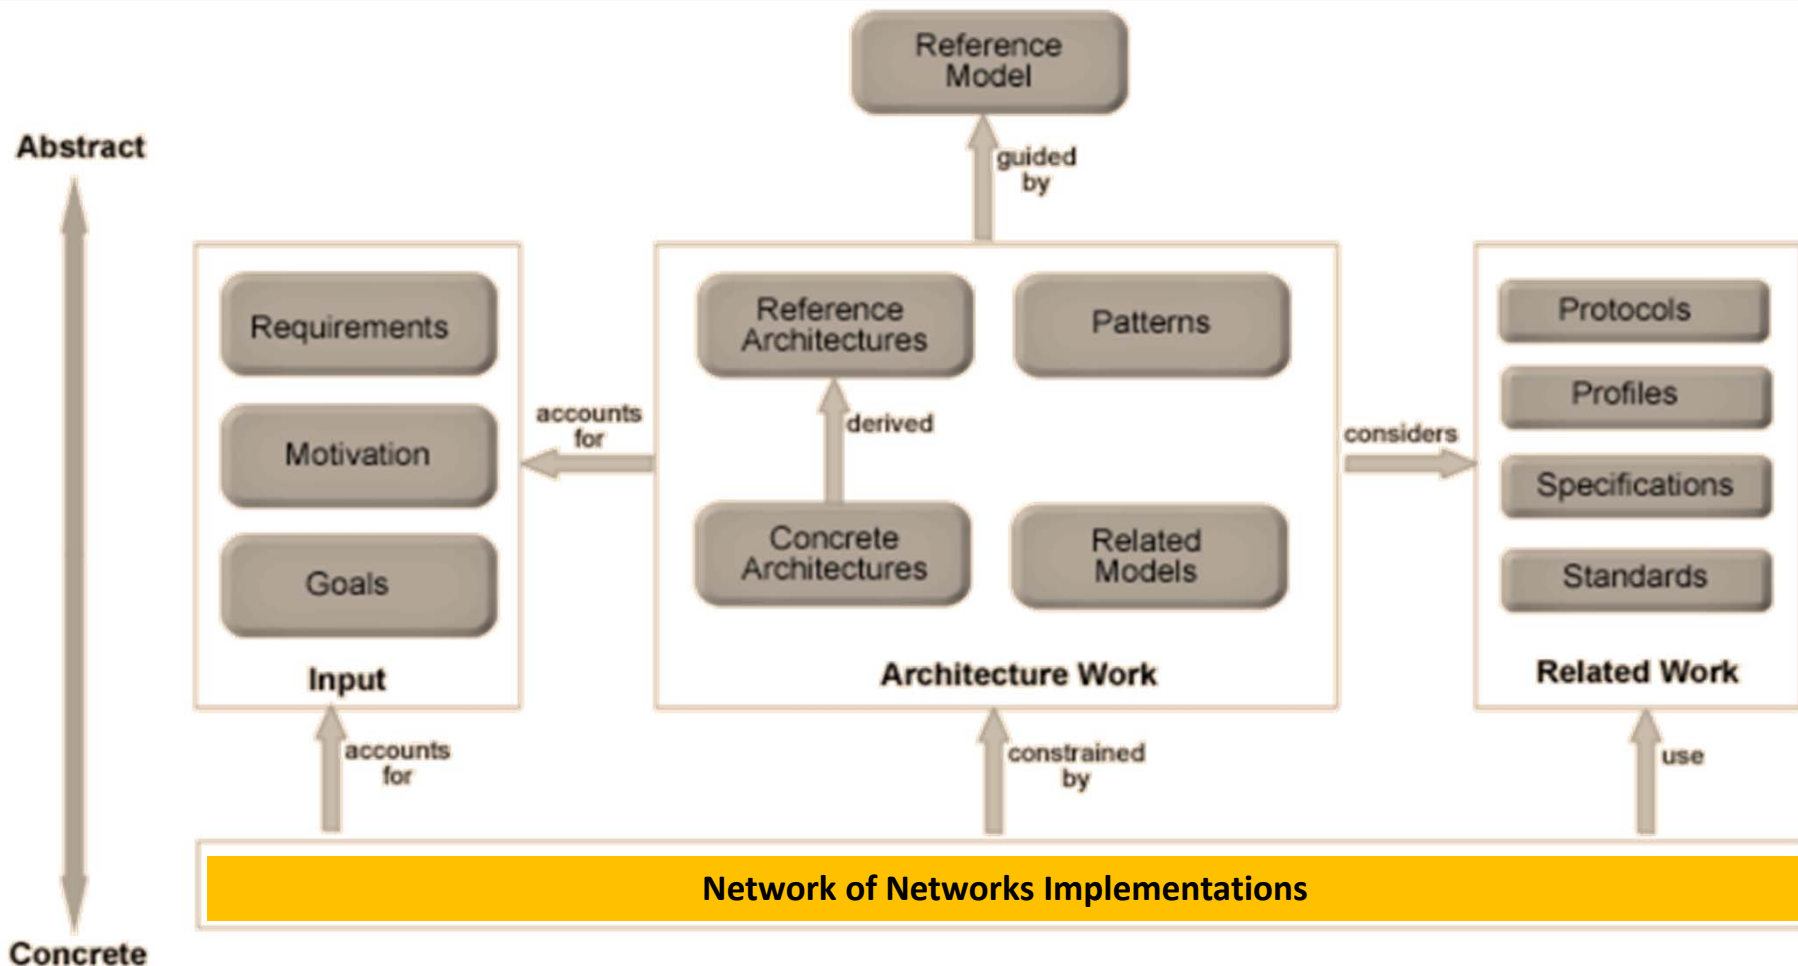 Reference
Model
Abstract
guided
by
Requirements
Motivation
Goals
Input
accounts
for
Reference
Architectures
Patterns
derived
Concrete
Architectures
Related
Models
Architecture Work
considers
Protocols
Profiles
Specifications
Standards
Related Work
accounts
for
constrained
by
use
Network of Networks Implementations
Concrete